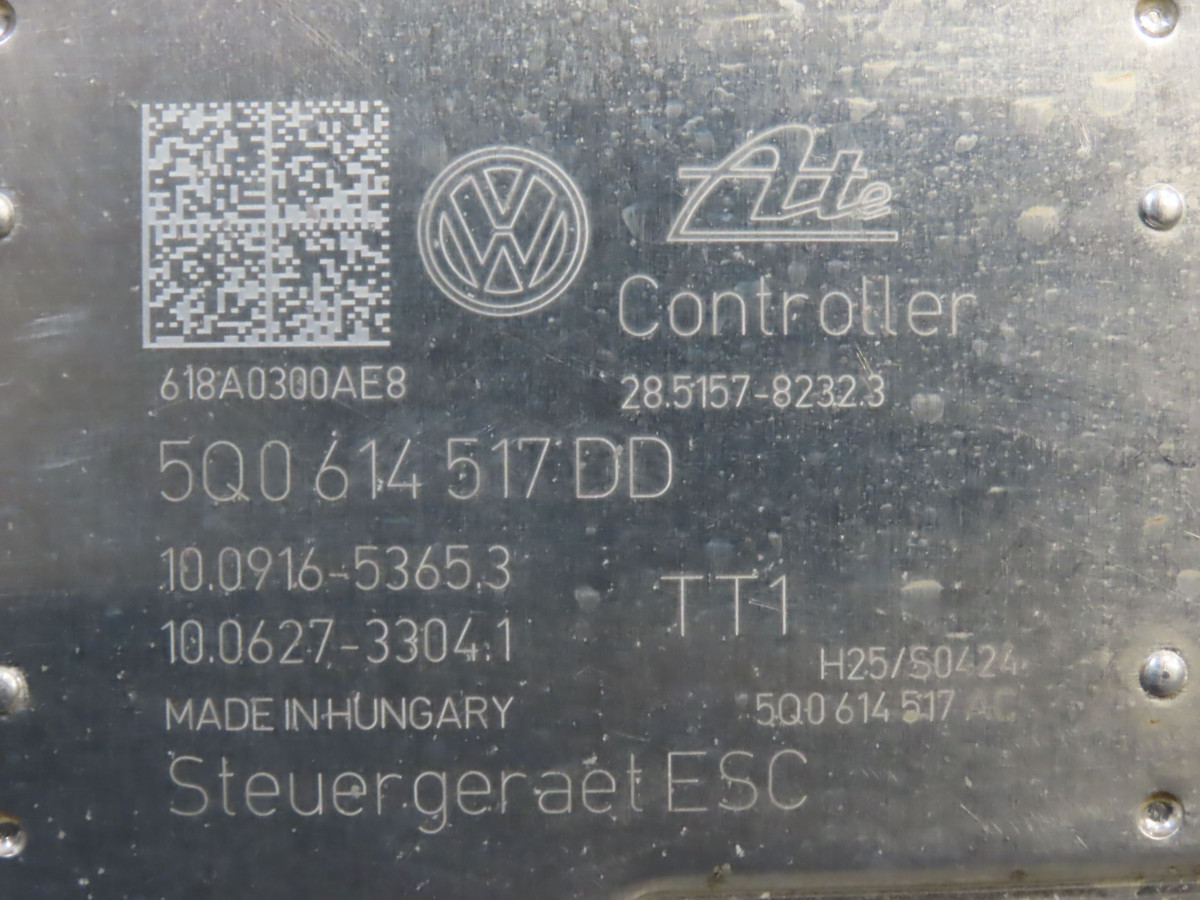 Ate
Controller
618A0300AE8
28.5157-8232.3
5Q0 614 517 DD
10.0916-5365.3
10.0627-3304.1
TT1
H25/S0424
MADE IN HUNGARY
5Q0 614 517 AC
Steuergeraet ESC